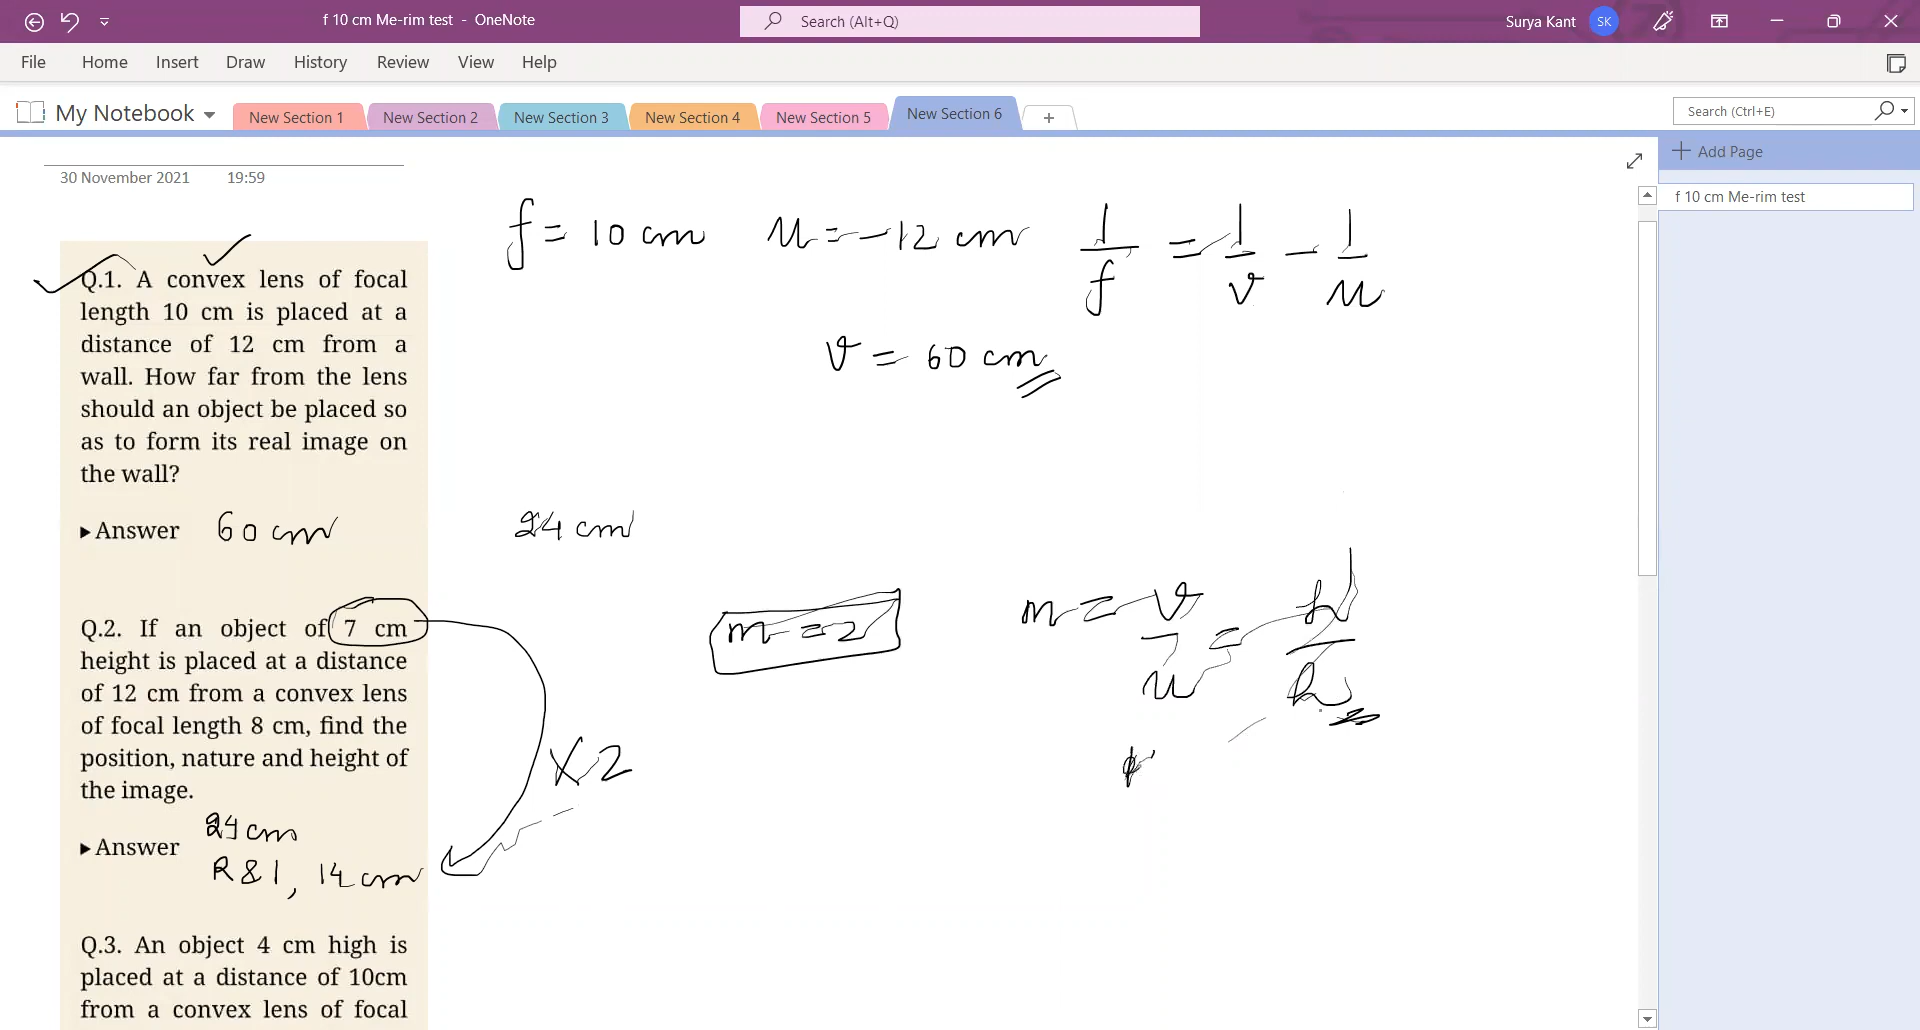 f 10 cm Me-rim test - OneNote
Search (Alt+Q)
Surya Kant
SK
File Home Insert Draw History Review View Help
My Notebook
New Section 1 New Section 2 New Section 3 New Section 4 New Section 5 New Section 6 +
Search (Ctrl+E)
Add Page
f 10 cm Me-rim test
30 November 2021 19:59
Q.1. A convex lens of focal
length 10 cm is placed at a
distance of 12 cm from a
wall. How far from the lens
should an object be placed so
as to form its real image on
the wall?
Answer 60 cm
Q.2. If an object of 7 cm
height is placed at a distance
of 12 cm from a convex lens
of focal length 8 cm, find the
position, nature and height of
the image.
24 cm
Answer
R & I, 14 cm
Q.3. An object 4 cm high is
placed at a distance of 10cm
from a convex lens of focal
f = 10 cm u = -12 cm 1/f = 1/v - 1/u
v = 60 cm
24 cm
m = 2
m = v/u = h'/h
×2